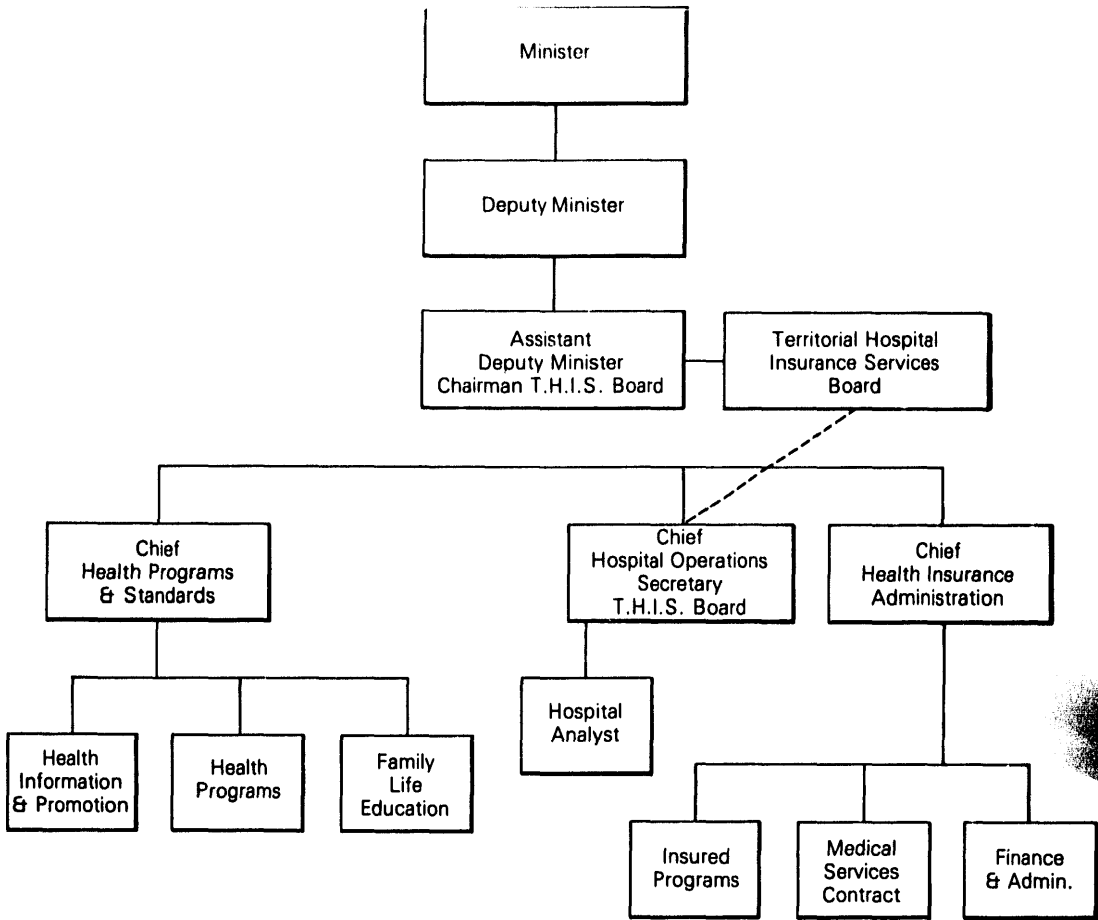 Minister
Deputy Minister
Assistant
Deputy Minister
Chairman T.H.I.S. Board
Territorial Hospital
Insurance Services
Board
Chief
Health Programs
& Standards
Chief
Hospital Operations
Secretary
T.H.I.S. Board
Chief
Health Insurance
Administration
Health
Information
& Promotion
Health
Programs
Family
Life
Education
Hospital
Analyst
Insured
Programs
Medical
Services
Contract
Finance
& Admin.